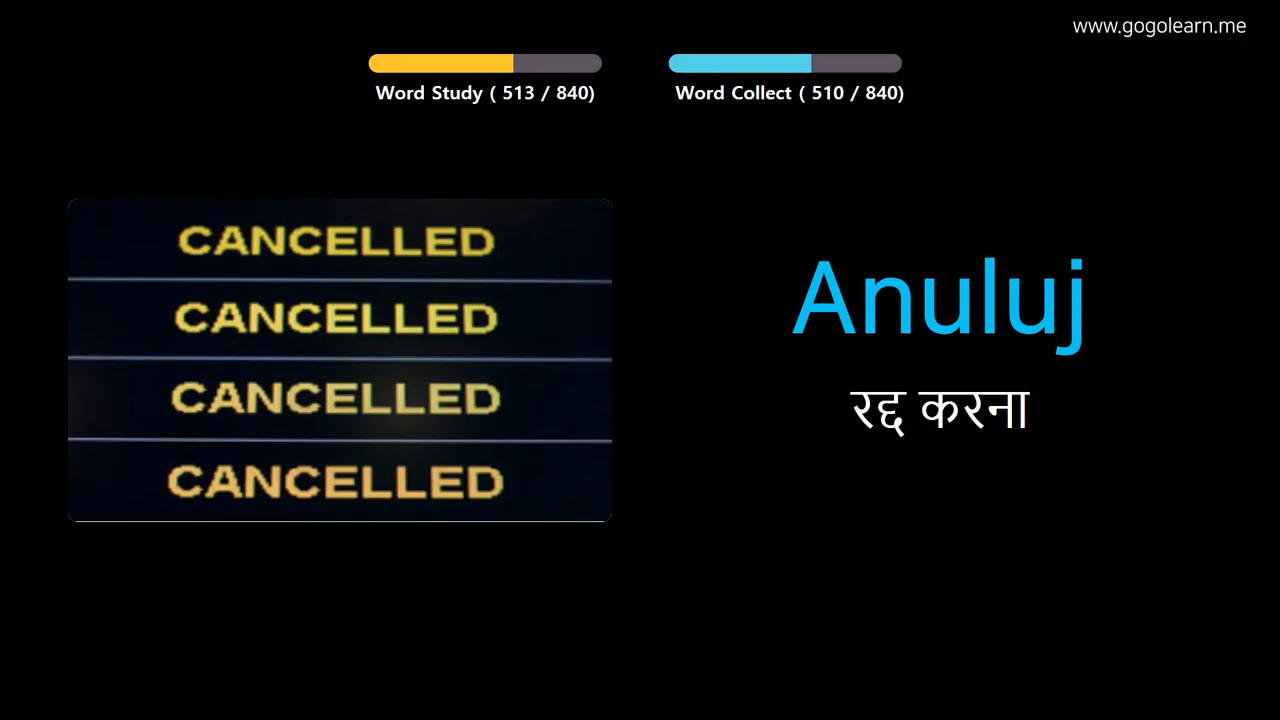 www.gogolearn.me
Word Study ( 513 / 840)
Word Collect ( 510 / 840)
CANCELLED
CANCELLED
CANCELLED
CANCELLED
Anuluj
रद्द करना